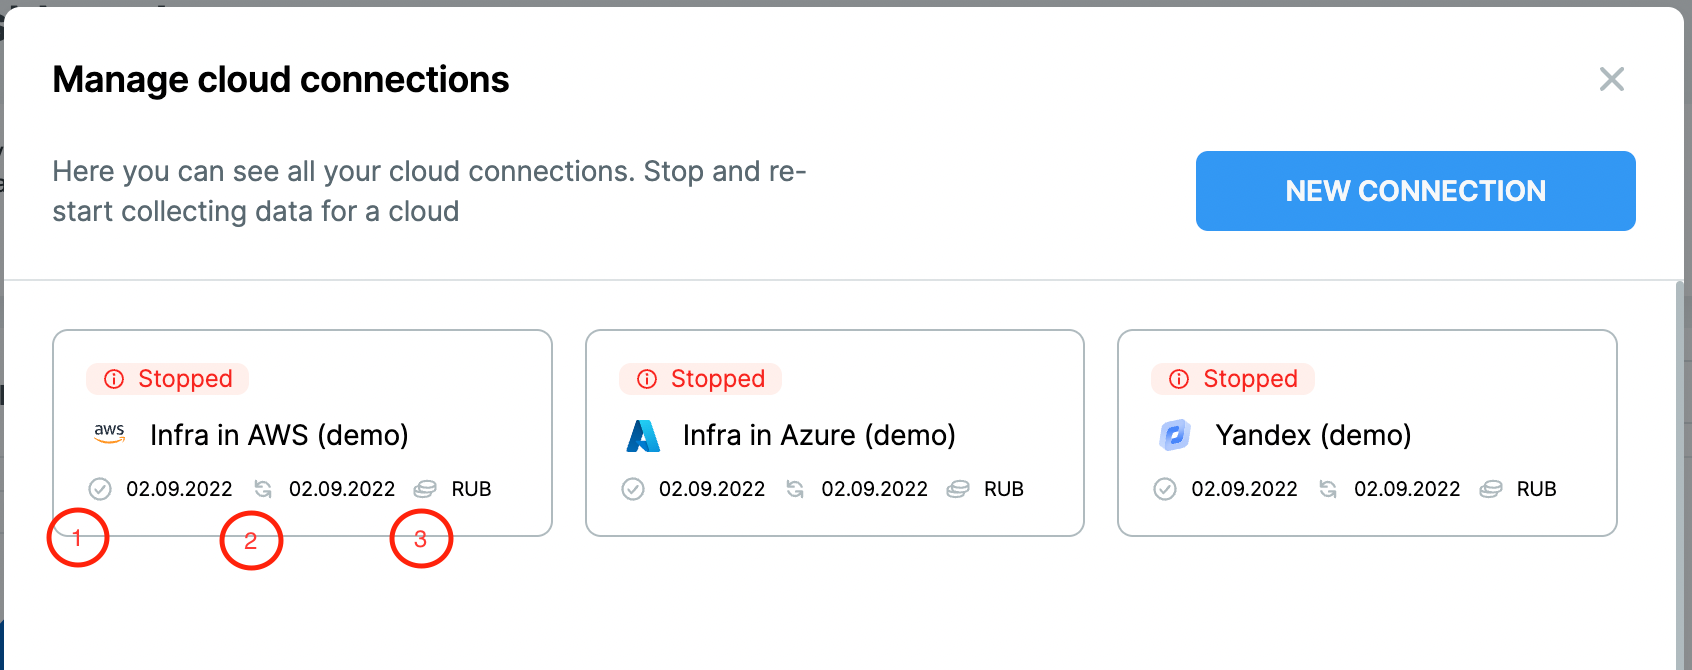 Manage cloud connections
Here you can see all your cloud connections. Stop and re-
start collecting data for a cloud
NEW CONNECTION
Stopped
aws Infra in AWS (demo)
02.09.2022 02.09.2022 RUB
1 2 3
Stopped
Infra in Azure (demo)
02.09.2022 02.09.2022 RUB
Stopped
Yandex (demo)
02.09.2022 02.09.2022 RUB